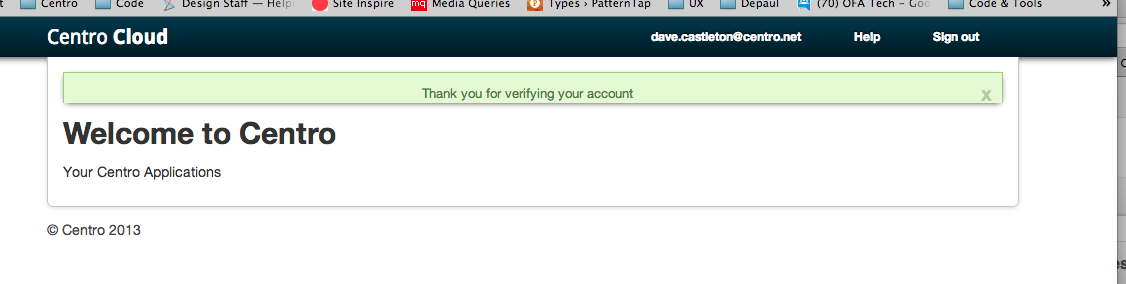 Centro Code Design Staff — Help Site Inspire mq Media Queries Types › PatternTap UX Depaul (70) OFA Tech – Goo Code & Tools »
Centro Cloud dave.castleton@centro.net Help Sign out
Thank you for verifying your account x
Welcome to Centro
Your Centro Applications
© Centro 2013